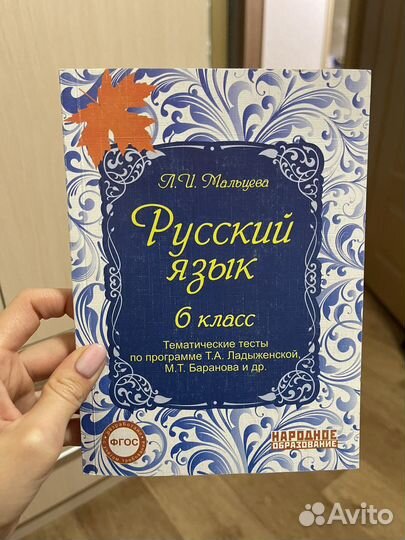 Л.И. Мальцева
Русский
язык
6 класс
Тематические тесты
по программе Т.А. Ладыженской,
М.Т. Баранова и др.
ФГОС
НАРОДНОЕ
ОБРАЗОВАНИЕ
Avito